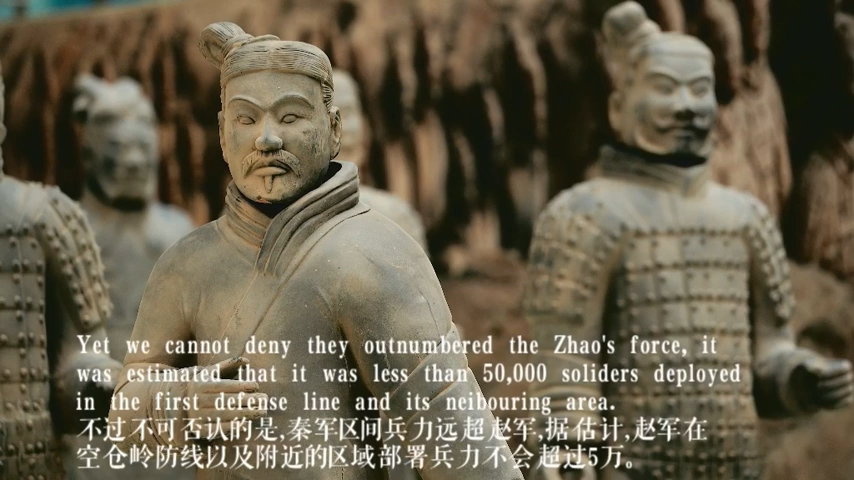 Yet we cannot deny they outnumbered the Zhao's force, it
was estimated that it was less than 50,000 soliders deployed
in the first defense line and its neibouring area.
不过不可否认的是,秦军区间兵力远超赵军,据估计,赵军在
空仓岭防线以及附近的区域部署兵力不会超过5万。